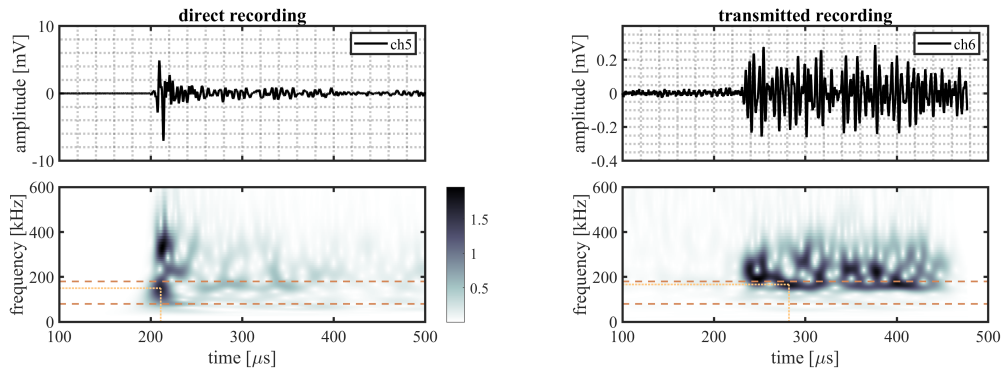 direct recording
transmitted recording
amplitude [mV]
10
0
-10
ch5
amplitude [mV]
0.2
0
-0.2
-0.4
ch6
frequency [kHz]
600
400
200
0
100
200
300
400
500
time [μs]
1.5
1
0.5
frequency [kHz]
600
400
200
0
100
200
300
400
500
time [μs]